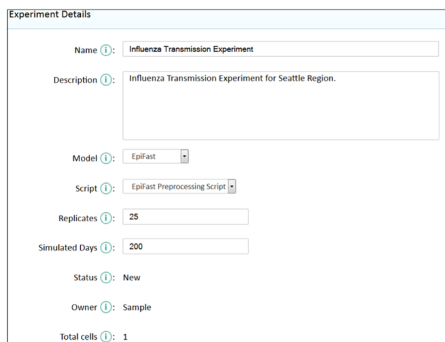 Experiment Details
Name i : Influenza Transmission Experiment
Description i : Influenza Transmission Experiment for Seattle Region.
Model i : EpiFast
Script i : EpiFast Preprocessing Script
Replicates i : 25
Simulated Days i : 200
Status i : New
Owner i : Sample
Total cells i : 1